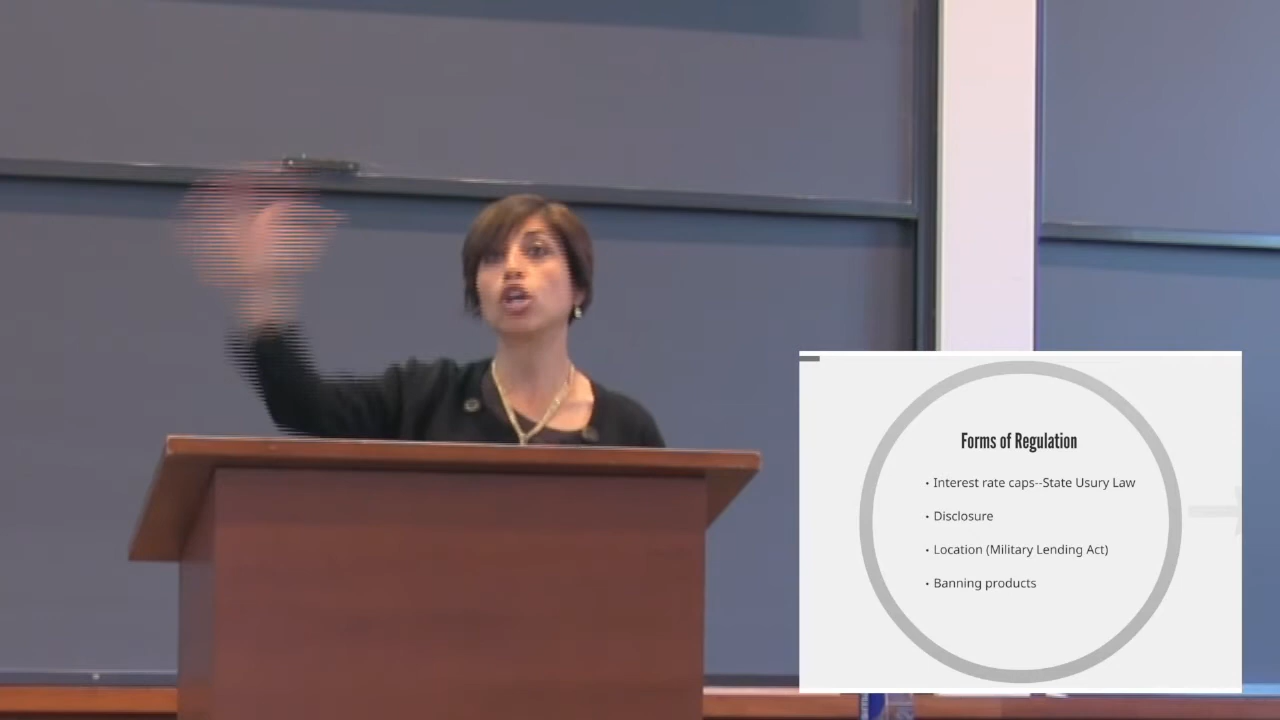 Forms of Regulation
• Interest rate caps--State Usury Law
• Disclosure
• Location (Military Lending Act)
• Banning products